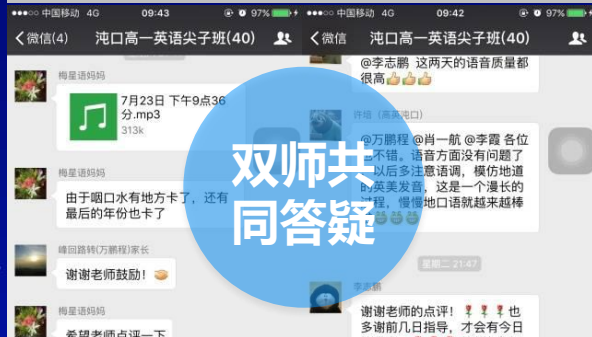 中国移动 4G 09:43 97%
微信(4) 沌口高一英语尖子班(40)
梅星语妈妈
7月23日 下午9点36
分.mp3
313k
梅星语妈妈
由于咽口水有地方卡了，还有
最后的年份也卡了
峰回路转(万鹏程)家长
谢谢老师鼓励！
梅星语妈妈
希望老师点评一下
中国移动 4G 09:42 97%
微信 沌口高一英语尖子班(40)
@李志鹏 这两天的语音质量都
很高👍👍👍
许培（高英沌口）
@万鹏程 @肖一航 @李霞 各位
不错。语音方面没有问题了
以后多注意语调，模仿地道
的英美发音，这是一个漫长的
过程，慢慢地口语就越来越棒
星期二 21:47
李志鹏
谢谢老师的点评！🌹🌹🌹也
多谢前几日指导，才会有今日
双师共
同答疑